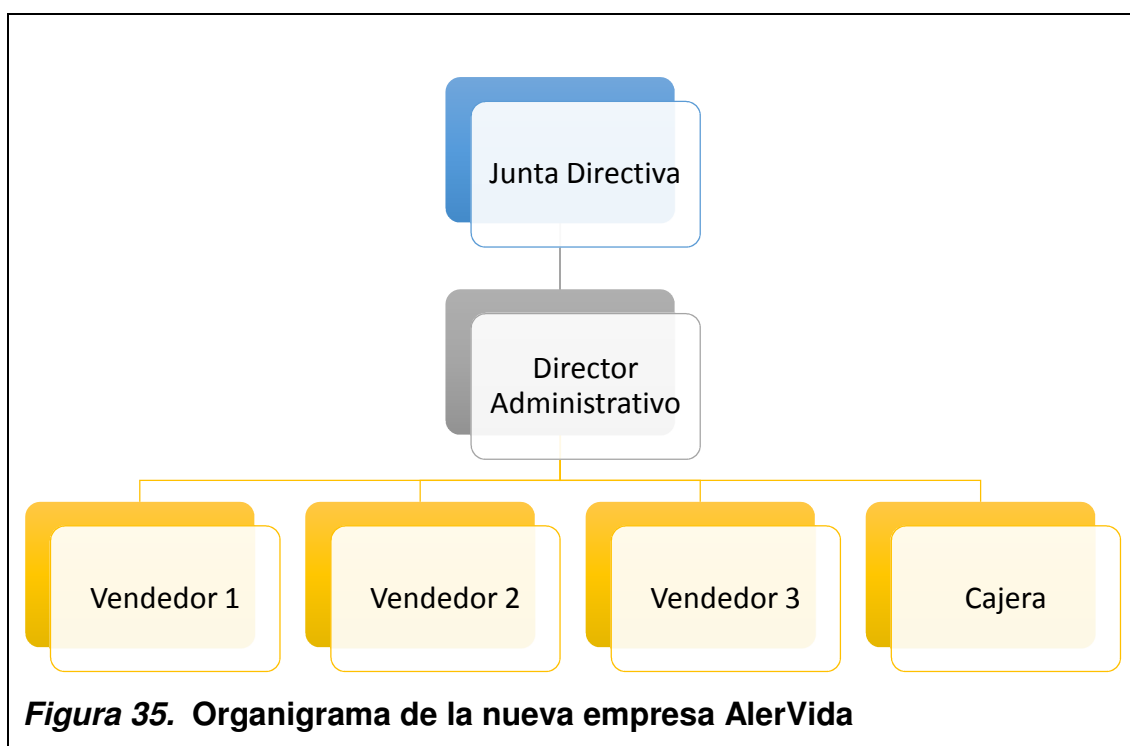 Junta Directiva
Director
Administrativo
Vendedor 1
Vendedor 2
Vendedor 3
Cajera
Figura 35. Organigrama de la nueva empresa AlerVida